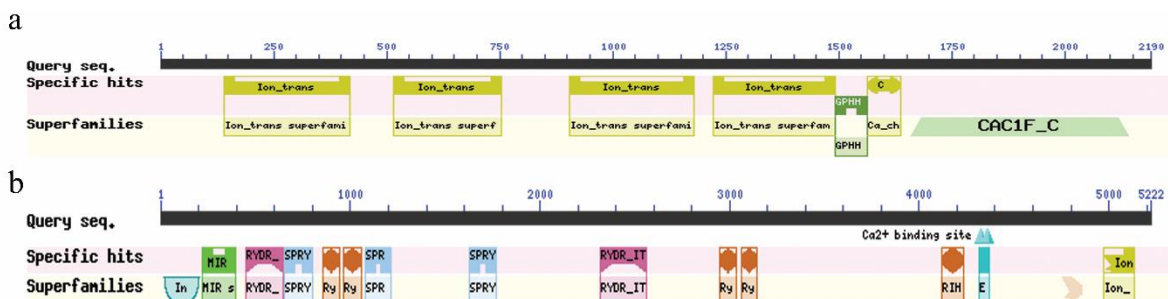 a
1 250 500 750 1000 1250 1500 1750 2000 2190
Query seq.
Specific hits
Ion_trans Ion_trans Ion_trans Ion_trans C
GPHH
Superfamilies
Ion_trans superfami Ion_trans superf Ion_trans superfami Ion_trans superfam Ca_ch CAC1F_C
GPHH
b
1 1000 2000 3000 4000 5000 5222
Query seq.
Ca2+ binding site
Specific hits
MIR RYDR_ SPRY SPR SPRY RYDR_IT Ion
Superfamilies
In MIR s RYDR_ SPRY Ry Ry SPR SPRY RYDR_IT Ry Ry RIH E Ion_